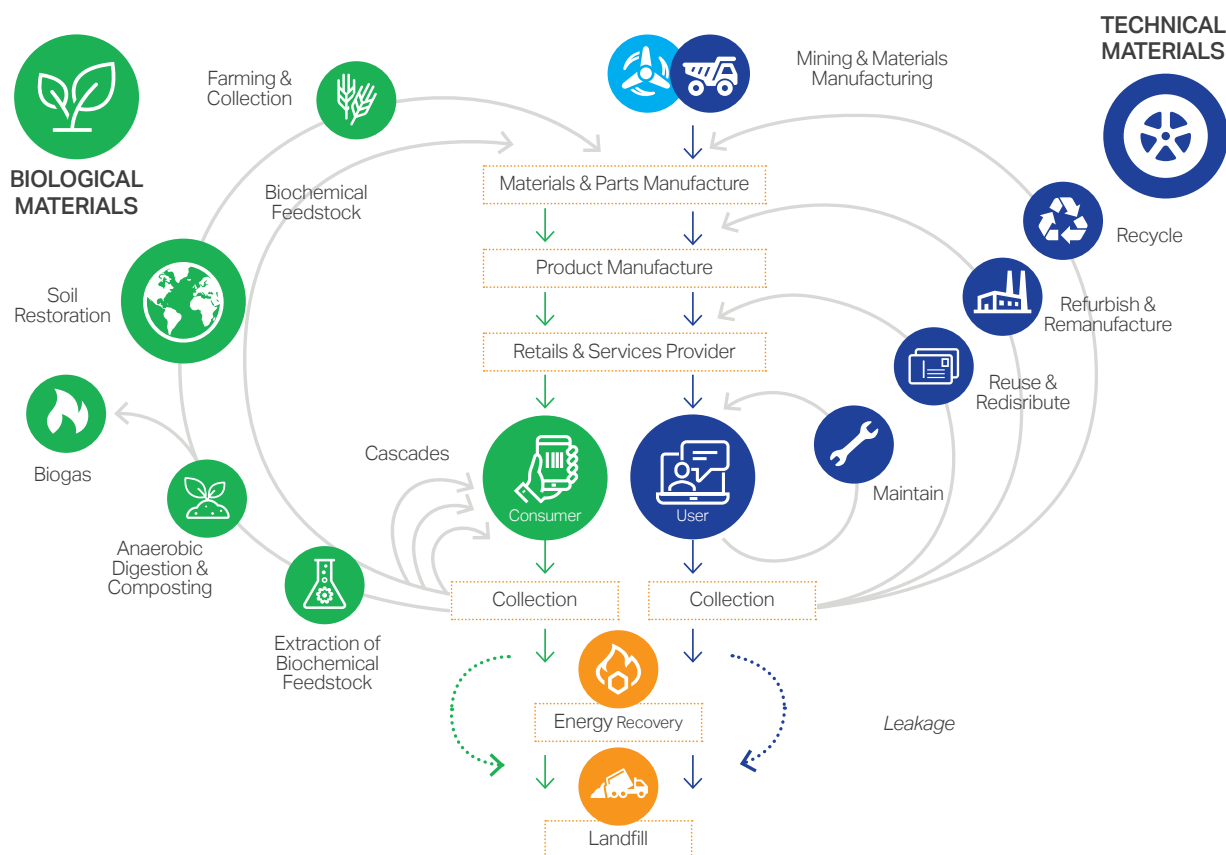 TECHNICAL
MATERIALS
Mining & Materials
Manufacturing
Farming &
Collection
BIOLOGICAL
MATERIALS
Materials & Parts Manufacture
Biochemical
Feedstock
Recycle
Product Manufacture
Soil
Restoration
Refurbish &
Remanufacture
Retails & Services Provider
Reuse &
Redisribute
Cascades
Biogas
Maintain
Consumer
User
Anaerobic
Digestion &
Composting
Collection
Collection
Extraction of
Biochemical
Feedstock
Energy Recovery
Leakage
Landfill